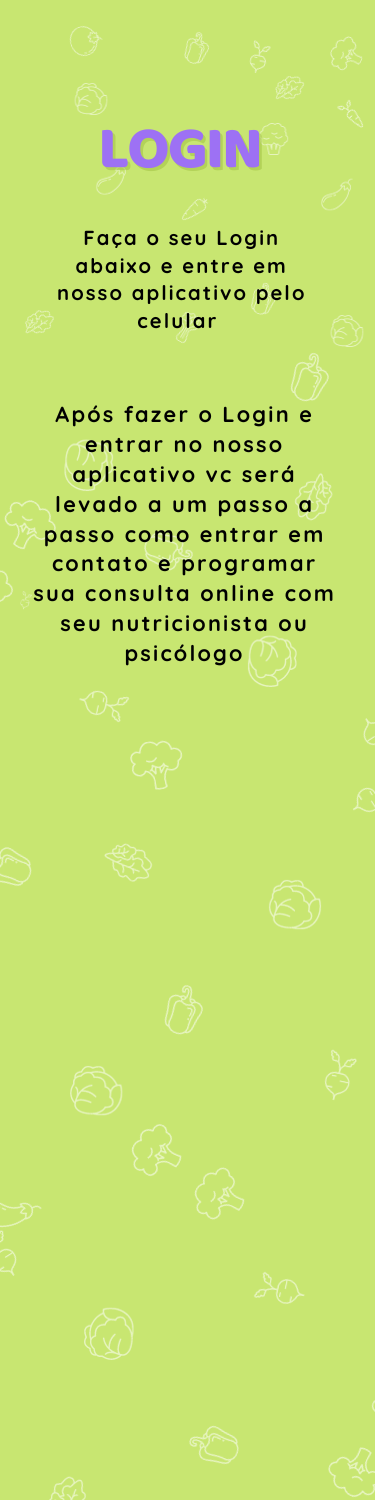 LOGIN
Faça o seu Login
abaixo e entre em
nosso aplicativo pelo
celular
Após fazer o Login e
entrar no nosso
aplicativo vc será
levado a um passo a
passo como entrar em
contato e programar
sua consulta online com
seu nutricionista ou
psicólogo